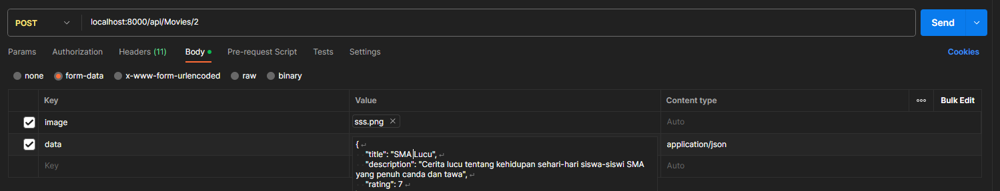 POST localhost:8000/api/Movies/2 Send
Params Authorization Headers (11) Body Pre-request Script Tests Settings Cookies
none form-data x-www-form-urlencoded raw binary
Key Value Content type Bulk Edit
image sss.png Auto
data { application/json
"title": "SMA Lucu",
Key "description": "Cerita lucu tentang kehidupan sehari-hari siswa-siswi SMA Auto
yang penuh canda dan tawa",
"rating": 7